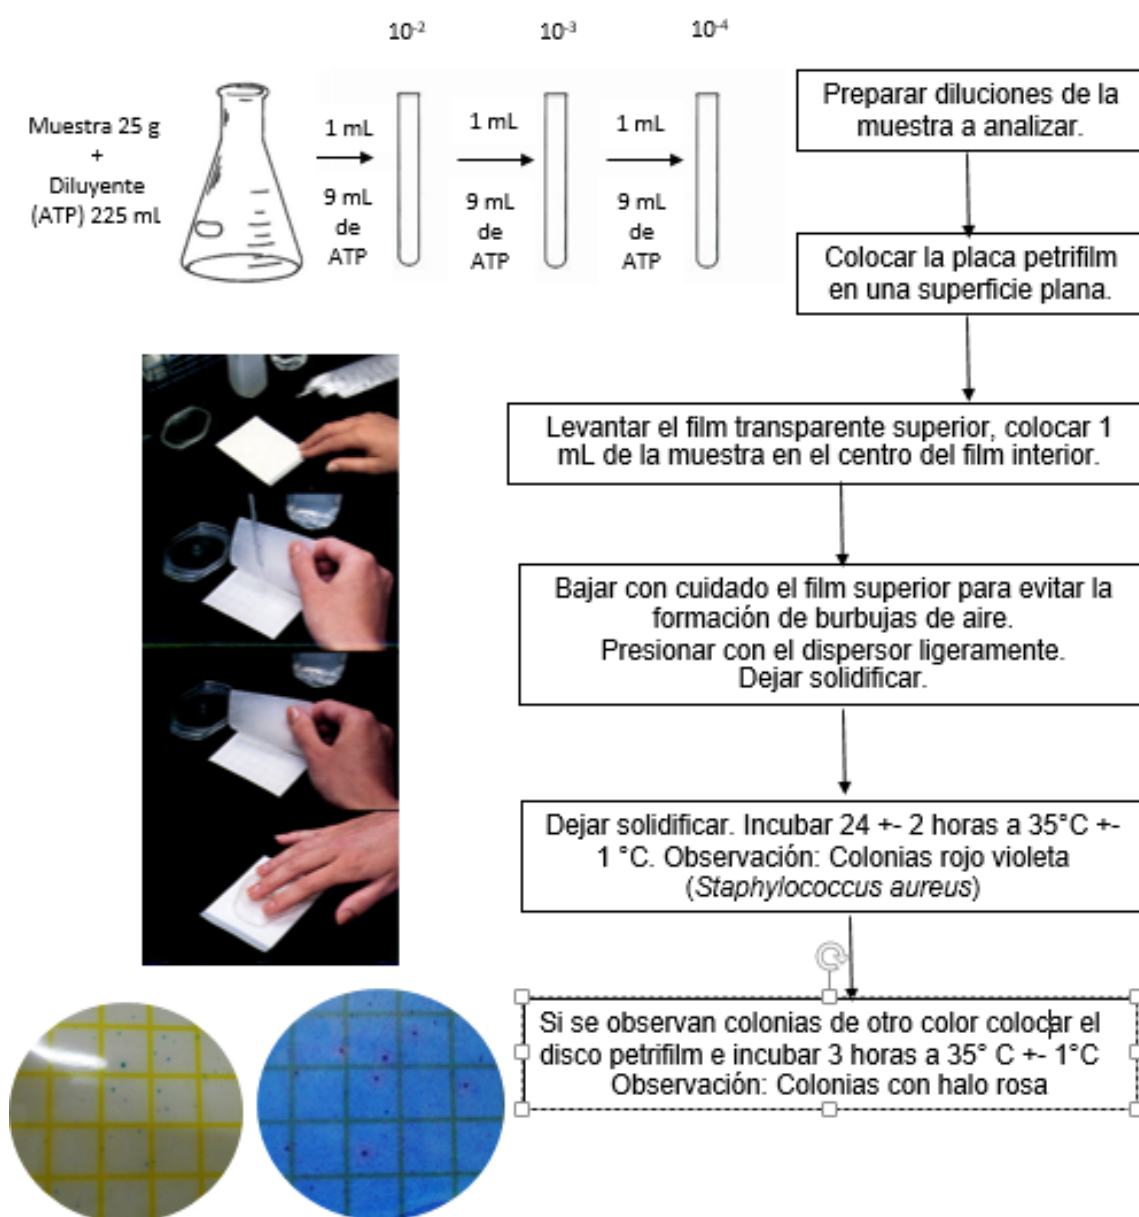 10⁻²
10⁻³
10⁻⁴
Muestra 25 g
+
Diluyente
(ATP) 225 mL
1 mL
9 mL
de
ATP
1 mL
9 mL
de
ATP
1 mL
9 mL
de
ATP
Preparar diluciones de la
muestra a analizar.
Colocar la placa petrifilm
en una superficie plana.
Levantar el film transparente superior, colocar 1
mL de la muestra en el centro del film interior.
Bajar con cuidado el film superior para evitar la
formación de burbujas de aire.
Presionar con el dispersor ligeramente.
Dejar solidificar.
Dejar solidificar. Incubar 24 +- 2 horas a 35°C +-
1 °C. Observación: Colonias rojo violeta
(Staphylococcus aureus)
Si se observan colonias de otro color colocar el
disco petrifilm e incubar 3 horas a 35° C +- 1°C
Observación: Colonias con halo rosa